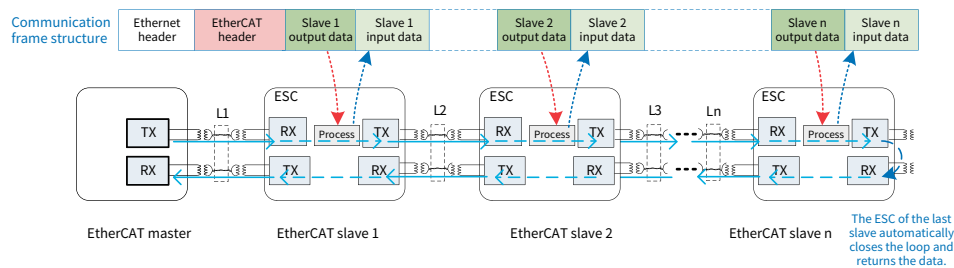 Communication
frame structure
Ethernet
header
EtherCAT
header
Slave 1
output data
Slave 1
input data
Slave 2
output data
Slave 2
input data
Slave n
output data
Slave n
input data
ESC
ESC
ESC
L1
L2
L3
Ln
TX
RX
Process
TX
RX
Process
TX
RX
Process
TX
RX
TX
RX
TX
RX
TX
RX
EtherCAT master
EtherCAT slave 1
EtherCAT slave 2
EtherCAT slave n
The ESC of the last
slave automatically
closes the loop and
returns the data.